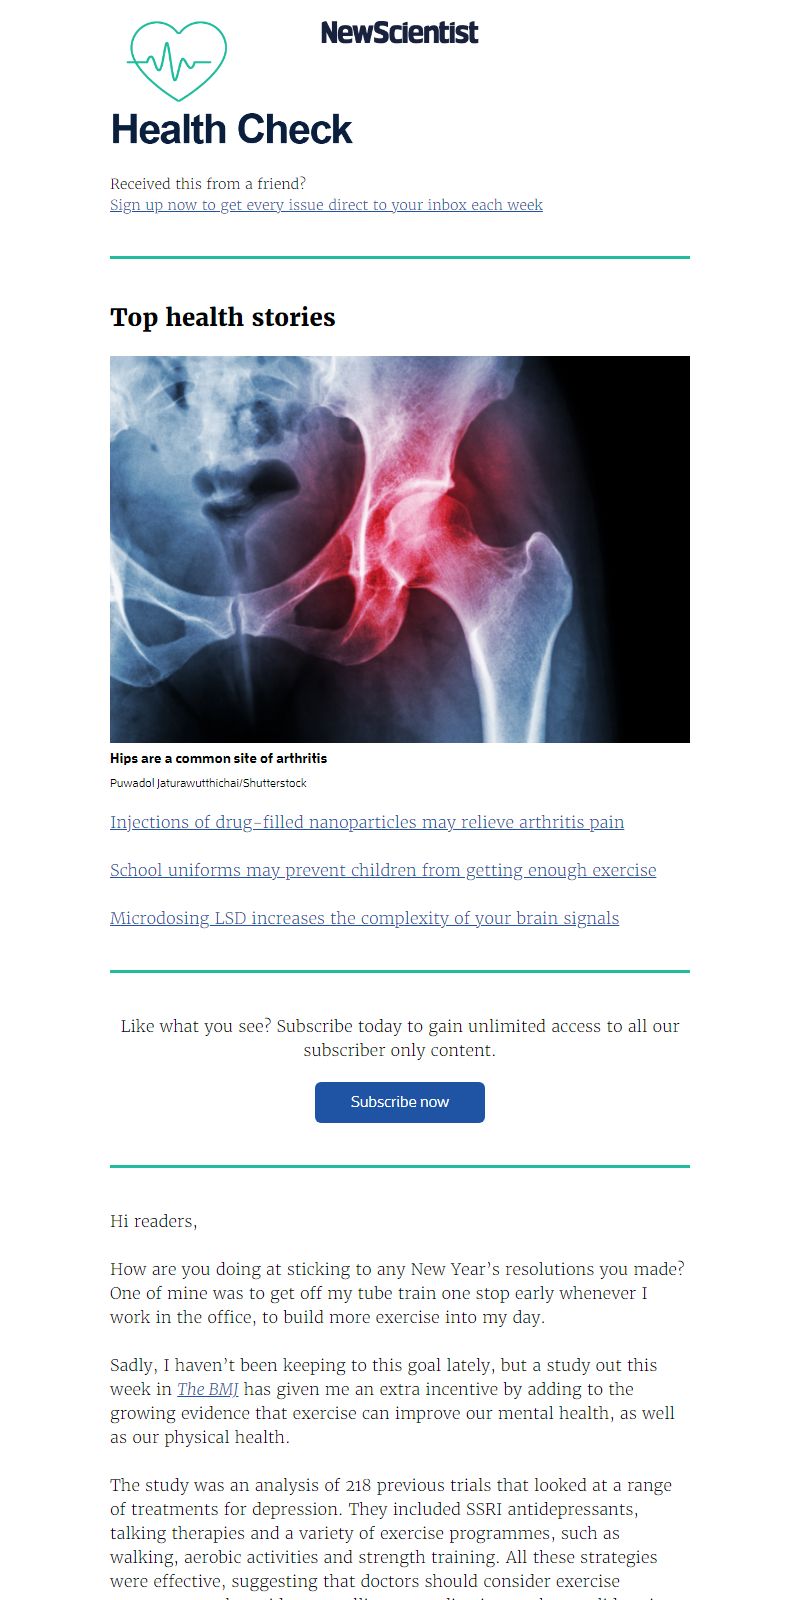 NewScientist
Health Check
Received this from a friend?
Sign up now to get every issue direct to your inbox each week
Top health stories
Hips are a common site of arthritis
Puwadol Jaturawutthichai/Shutterstock
Injections of drug-filled nanoparticles may relieve arthritis pain
School uniforms may prevent children from getting enough exercise
Microdosing LSD increases the complexity of your brain signals
Like what you see? Subscribe today to gain unlimited access to all our
subscriber only content.
Subscribe now
Hi readers,
How are you doing at sticking to any New Year’s resolutions you made?
One of mine was to get off my tube train one stop early whenever I
work in the office, to build more exercise into my day.
Sadly, I haven’t been keeping to this goal lately, but a study out this
week in The BMJ has given me an extra incentive by adding to the
growing evidence that exercise can improve our mental health, as well
as our physical health.
The study was an analysis of 218 previous trials that looked at a range
of treatments for depression. They included SSRI antidepressants,
talking therapies and a variety of exercise programmes, such as
walking, aerobic activities and strength training. All these strategies
were effective, suggesting that doctors should consider exercise